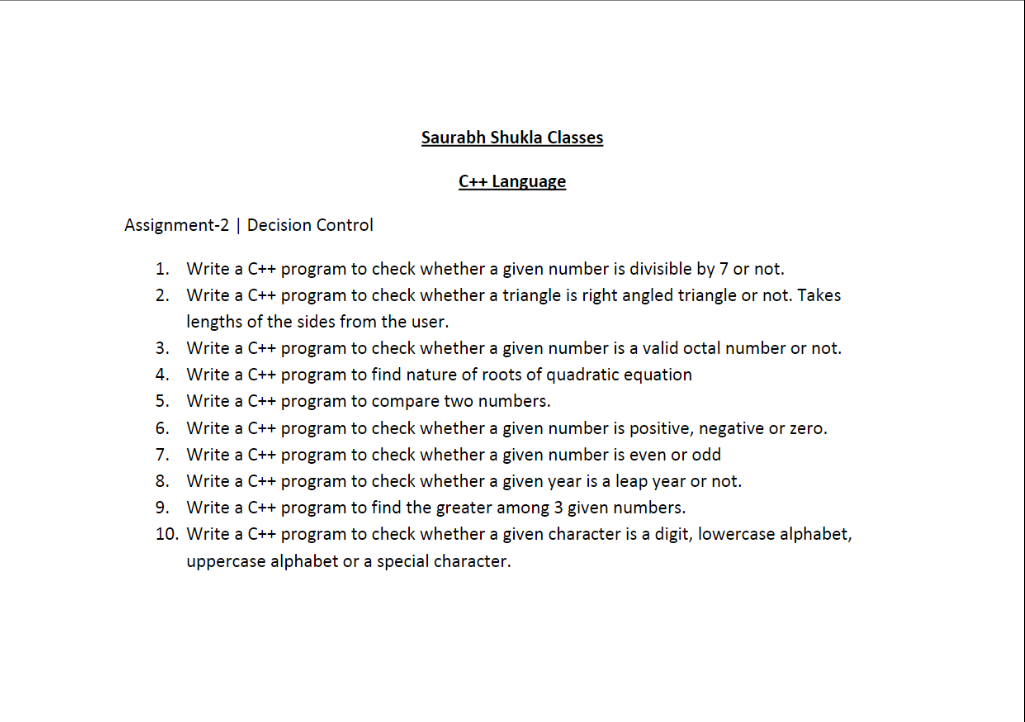 Saurabh Shukla Classes
C++ Language
Assignment-2 | Decision Control
1. Write a C++ program to check whether a given number is divisible by 7 or not.
2. Write a C++ program to check whether a triangle is right angled triangle or not. Takes
lengths of the sides from the user.
3. Write a C++ program to check whether a given number is a valid octal number or not.
4. Write a C++ program to find nature of roots of quadratic equation
5. Write a C++ program to compare two numbers.
6. Write a C++ program to check whether a given number is positive, negative or zero.
7. Write a C++ program to check whether a given number is even or odd
8. Write a C++ program to check whether a given year is a leap year or not.
9. Write a C++ program to find the greater among 3 given numbers.
10. Write a C++ program to check whether a given character is a digit, lowercase alphabet,
uppercase alphabet or a special character.